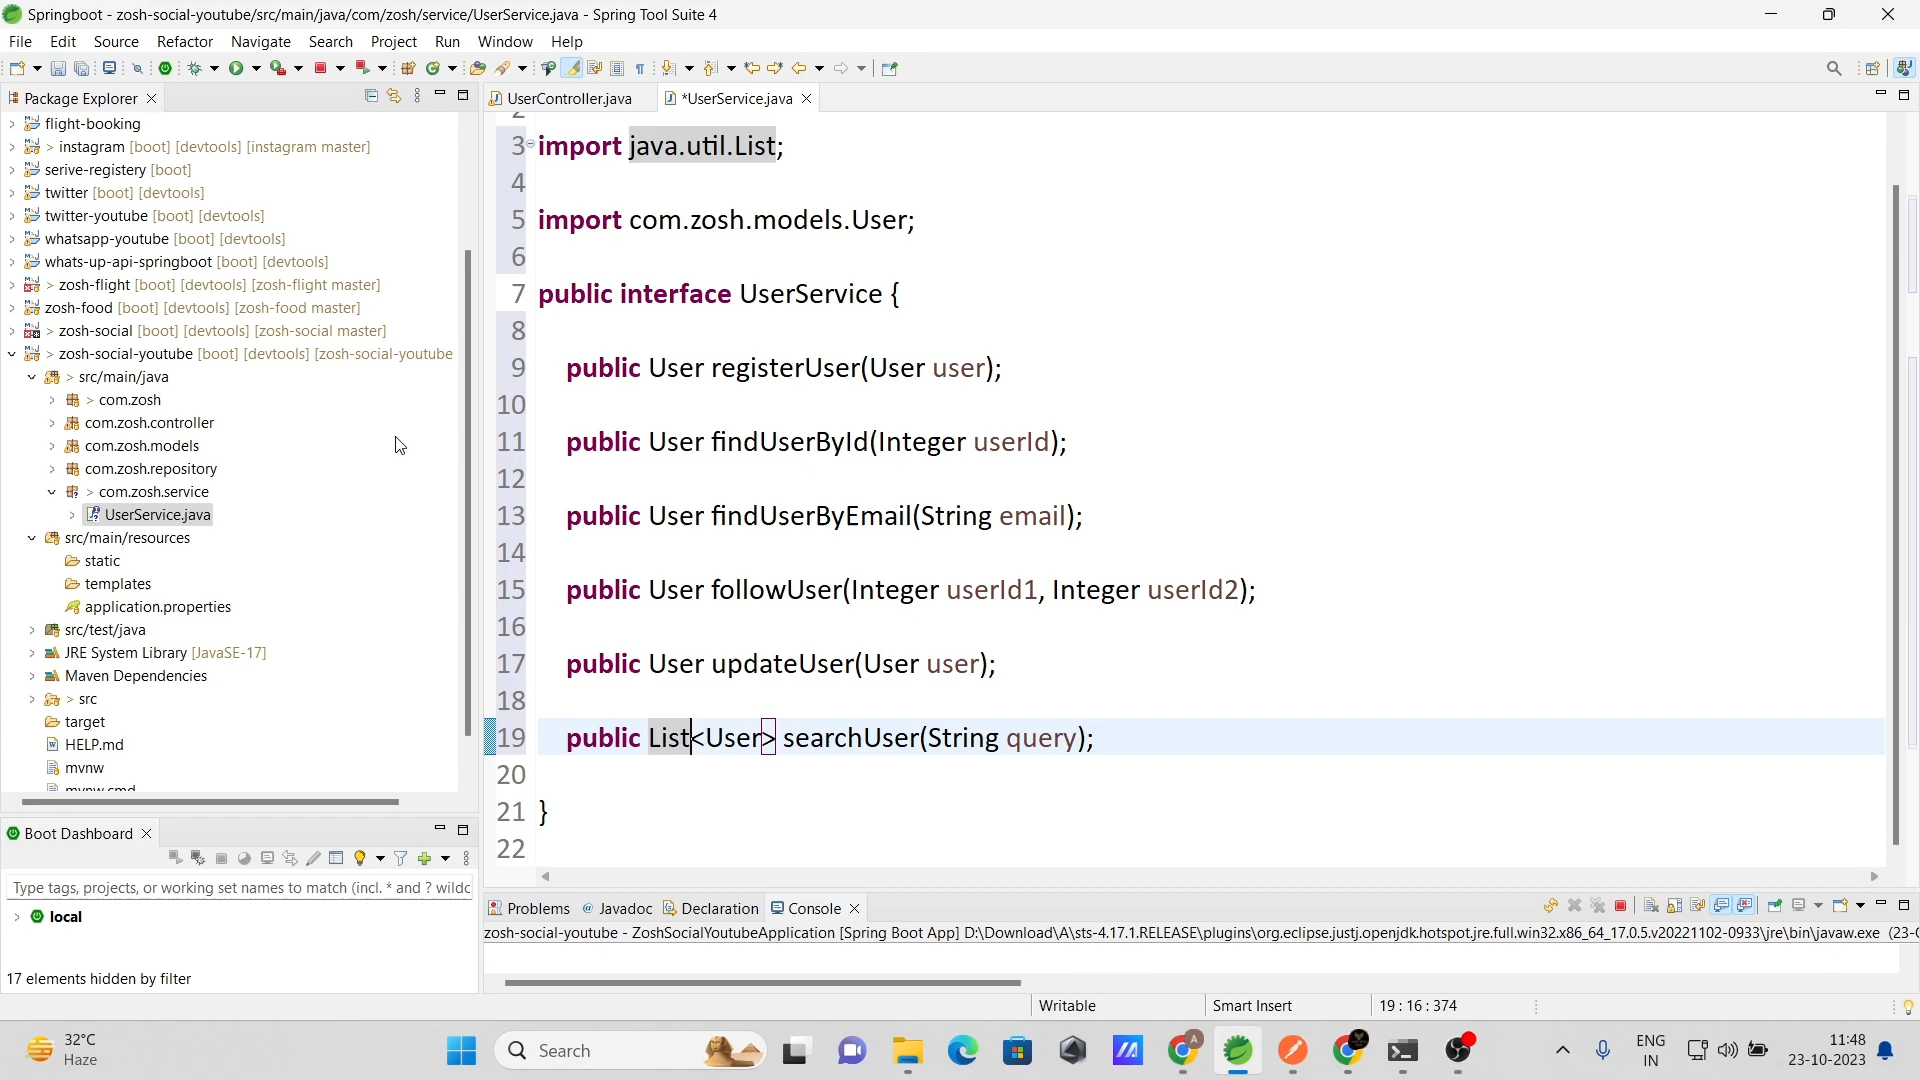 Springboot - zosh-social-youtube/src/main/java/com/zosh/service/UserService.java - Spring Tool Suite 4
File Edit Source Refactor Navigate Search Project Run Window Help
Package Explorer
flight-booking
> instagram [boot] [devtools] [instagram master]
serive-registery [boot]
twitter [boot] [devtools]
twitter-youtube [boot] [devtools]
whatsapp-youtube [boot] [devtools]
whats-up-api-springboot [boot] [devtools]
> zosh-flight [boot] [devtools] [zosh-flight master]
zosh-food [boot] [devtools] [zosh-food master]
> zosh-social [boot] [devtools] [zosh-social master]
> zosh-social-youtube [boot] [devtools] [zosh-social-youtube
> src/main/java
> com.zosh
com.zosh.controller
com.zosh.models
com.zosh.repository
> com.zosh.service
UserService.java
src/main/resources
static
templates
application.properties
src/test/java
JRE System Library [JavaSE-17]
Maven Dependencies
> src
target
HELP.md
mvnw
mvnw.cmd
Boot Dashboard
Type tags, projects, or working set names to match (incl. * and ? wildc
local
17 elements hidden by filter
UserController.java *UserService.java
2
3 import java.util.List;
4
5 import com.zosh.models.User;
6
7 public interface UserService {
8
9 public User registerUser(User user);
10
11 public User findUserById(Integer userId);
12
13 public User findUserByEmail(String email);
14
15 public User followUser(Integer userId1, Integer userId2);
16
17 public User updateUser(User user);
18
19 public List<User> searchUser(String query);
20
21 }
22
Problems Javadoc Declaration Console
zosh-social-youtube - ZoshSocialYoutubeApplication [Spring Boot App] D:\Download\A\sts-4.17.1.RELEASE\plugins\org.eclipse.justj.openjdk.hotspot.jre.full.win32.x86_64_17.0.5.v20221102-0933\jre\bin\javaw.exe (23-
Writable Smart Insert 19 : 16 : 374
32°C
Haze
Search
ENG
IN
11:48
23-10-2023